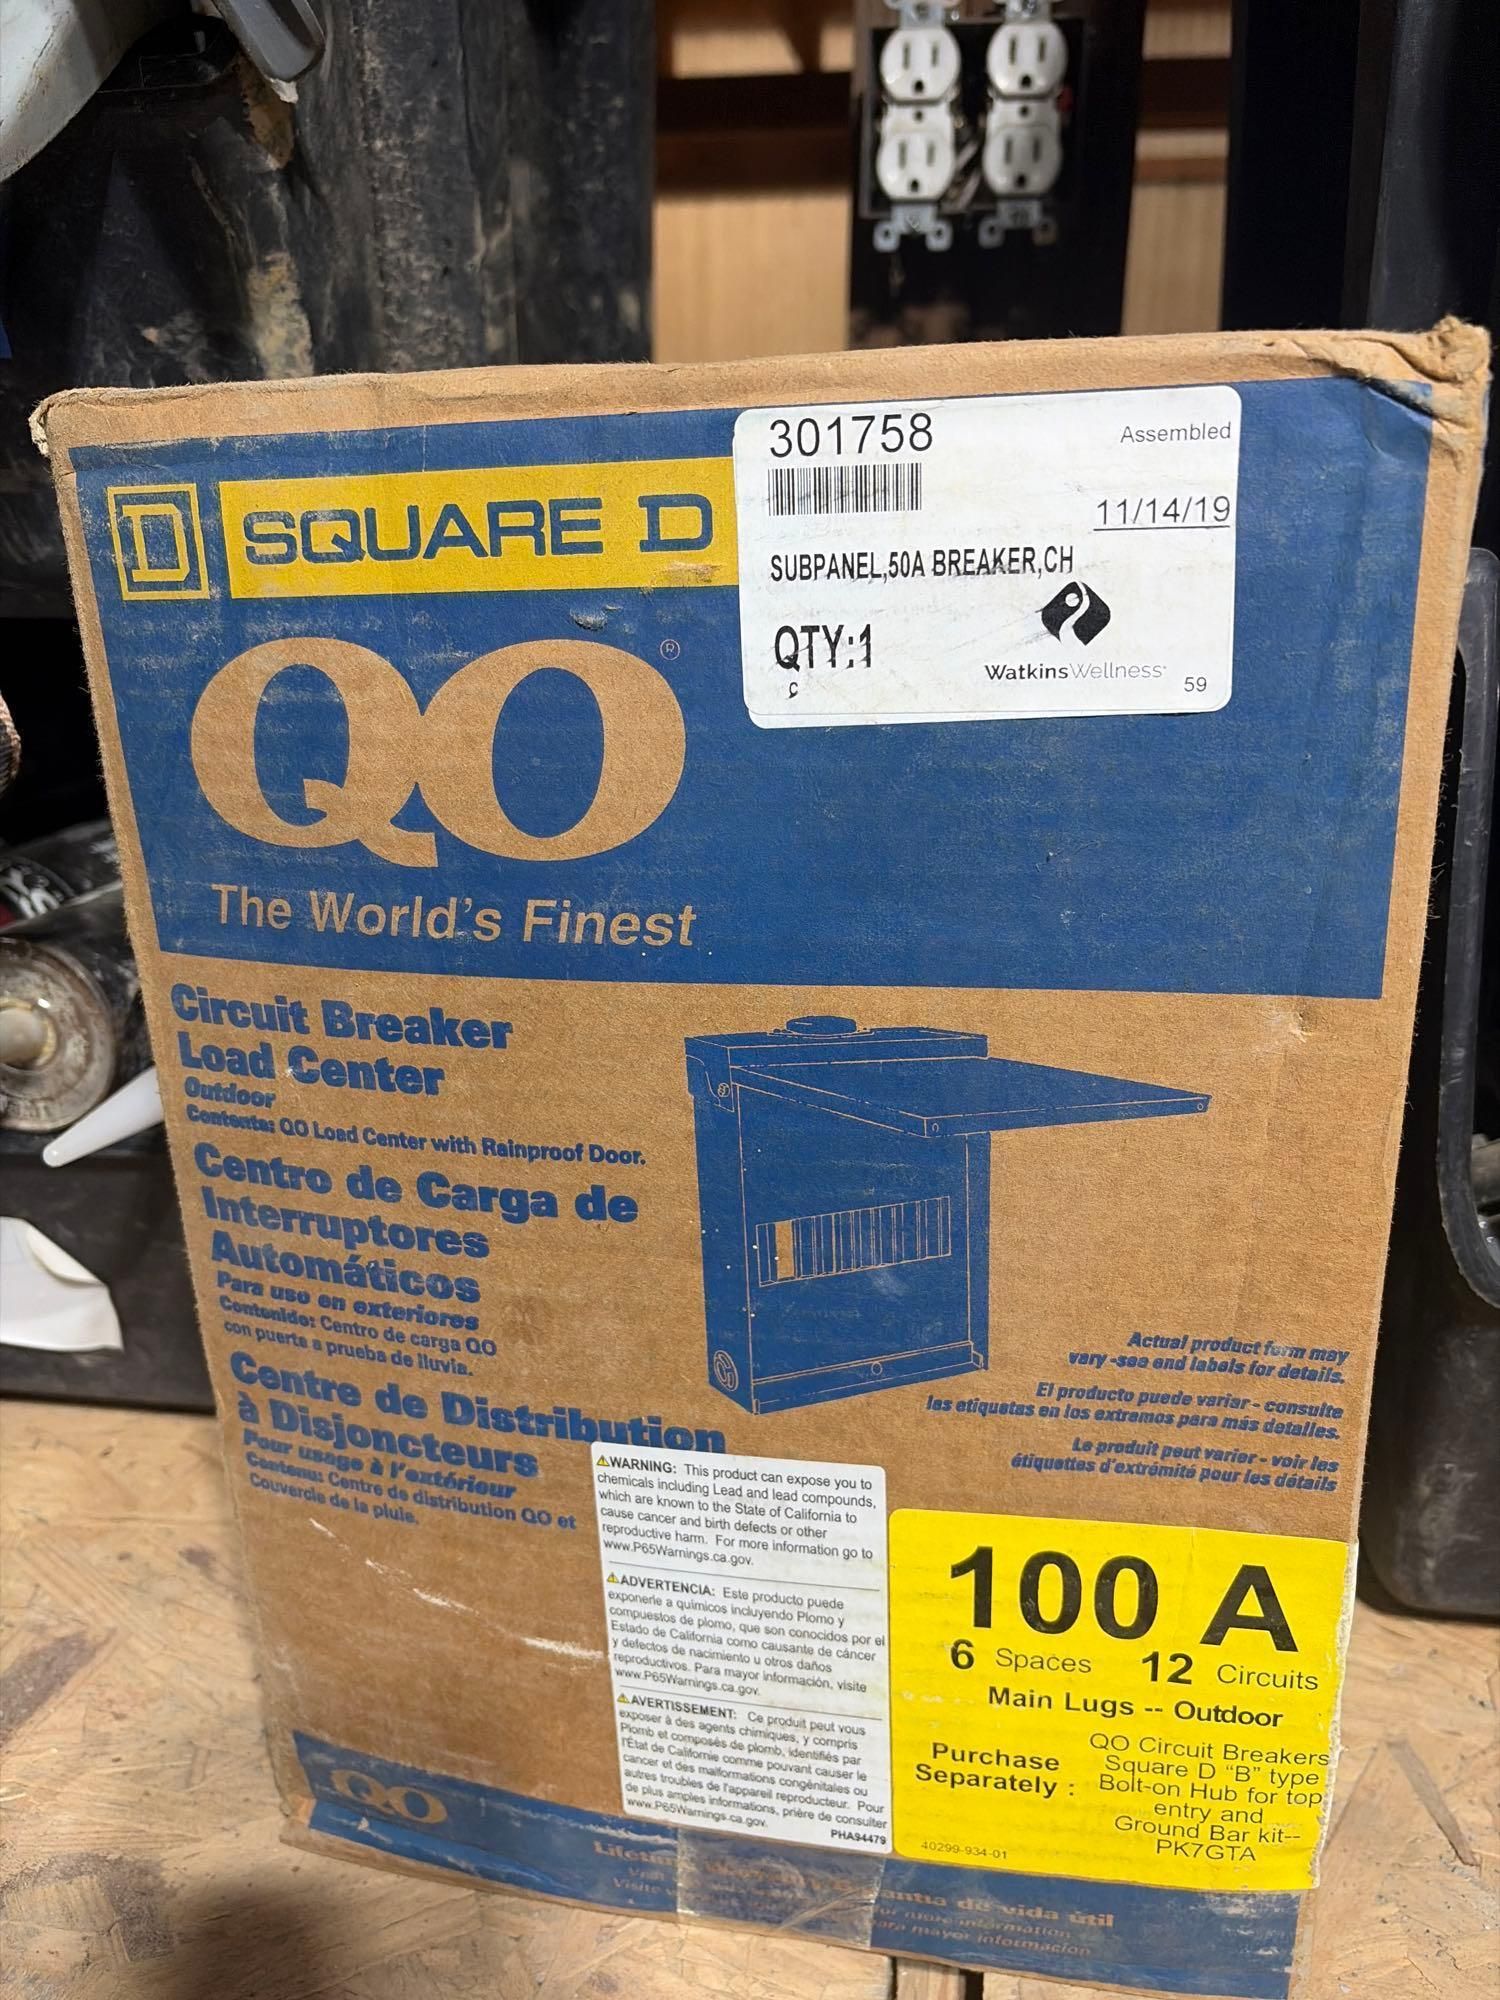 301758
Assembled
11/14/19
SUBPANEL,50A BREAKER,CH
QTY:1
C
WatkinsWellness
59
D
SQUARE D
QO®
The World's Finest
Circuit Breaker
Load Center
Outdoor
Contents: QO Load Center with Rainproof Door.
Centro de Carga de
Interruptores
Automáticos
Para uso en exteriores
Contenido: Centro de carga QO
con puerta a prueba de lluvia.
Centre de Distribution
à Disjoncteurs
Pour usage à l'extérieur
Contenu: Centre de distribution QO et
Couvercle de la pluie.
Actual product form may
vary -see end labels for details.
El producto puede variar - consulte
las etiquetas en los extremos para más detalles.
Le produit peut varier - voir les
étiquettes d'extrémité pour les détails
⚠WARNING: This product can expose you to
chemicals including Lead and lead compounds,
which are known to the State of California to
cause cancer and birth defects or other
reproductive harm. For more information go to
www.P65Warnings.ca.gov.
⚠ADVERTENCIA: Este producto puede
exponerle a químicos incluyendo Plomo y
compuestos de plomo, que son conocidos por el
Estado de California como causante de cáncer
y defectos de nacimiento u otros daños
reproductivos. Para mayor información, visite
www.P65Warnings.ca.gov.
⚠AVERTISSEMENT: Ce produit peut vous
exposer à des agents chimiques, y compris
Plomb et composés de plomb, identifiés par
l'État de Californie comme pouvant causer le
cancer et des malformations congénitales ou
autres troubles de l'appareil reproducteur. Pour
de plus amples informations, prière de consulter
www.P65Warnings.ca.gov.
PHA94479
100 A
6 Spaces 12 Circuits
Main Lugs -- Outdoor
Purchase
Separately :
QO Circuit Breakers
Square D "B" type
Bolt-on Hub for top
entry and
Ground Bar kit--
PK7GTA
40299-934-01
QO
de vida útil
or more information
para mayor información